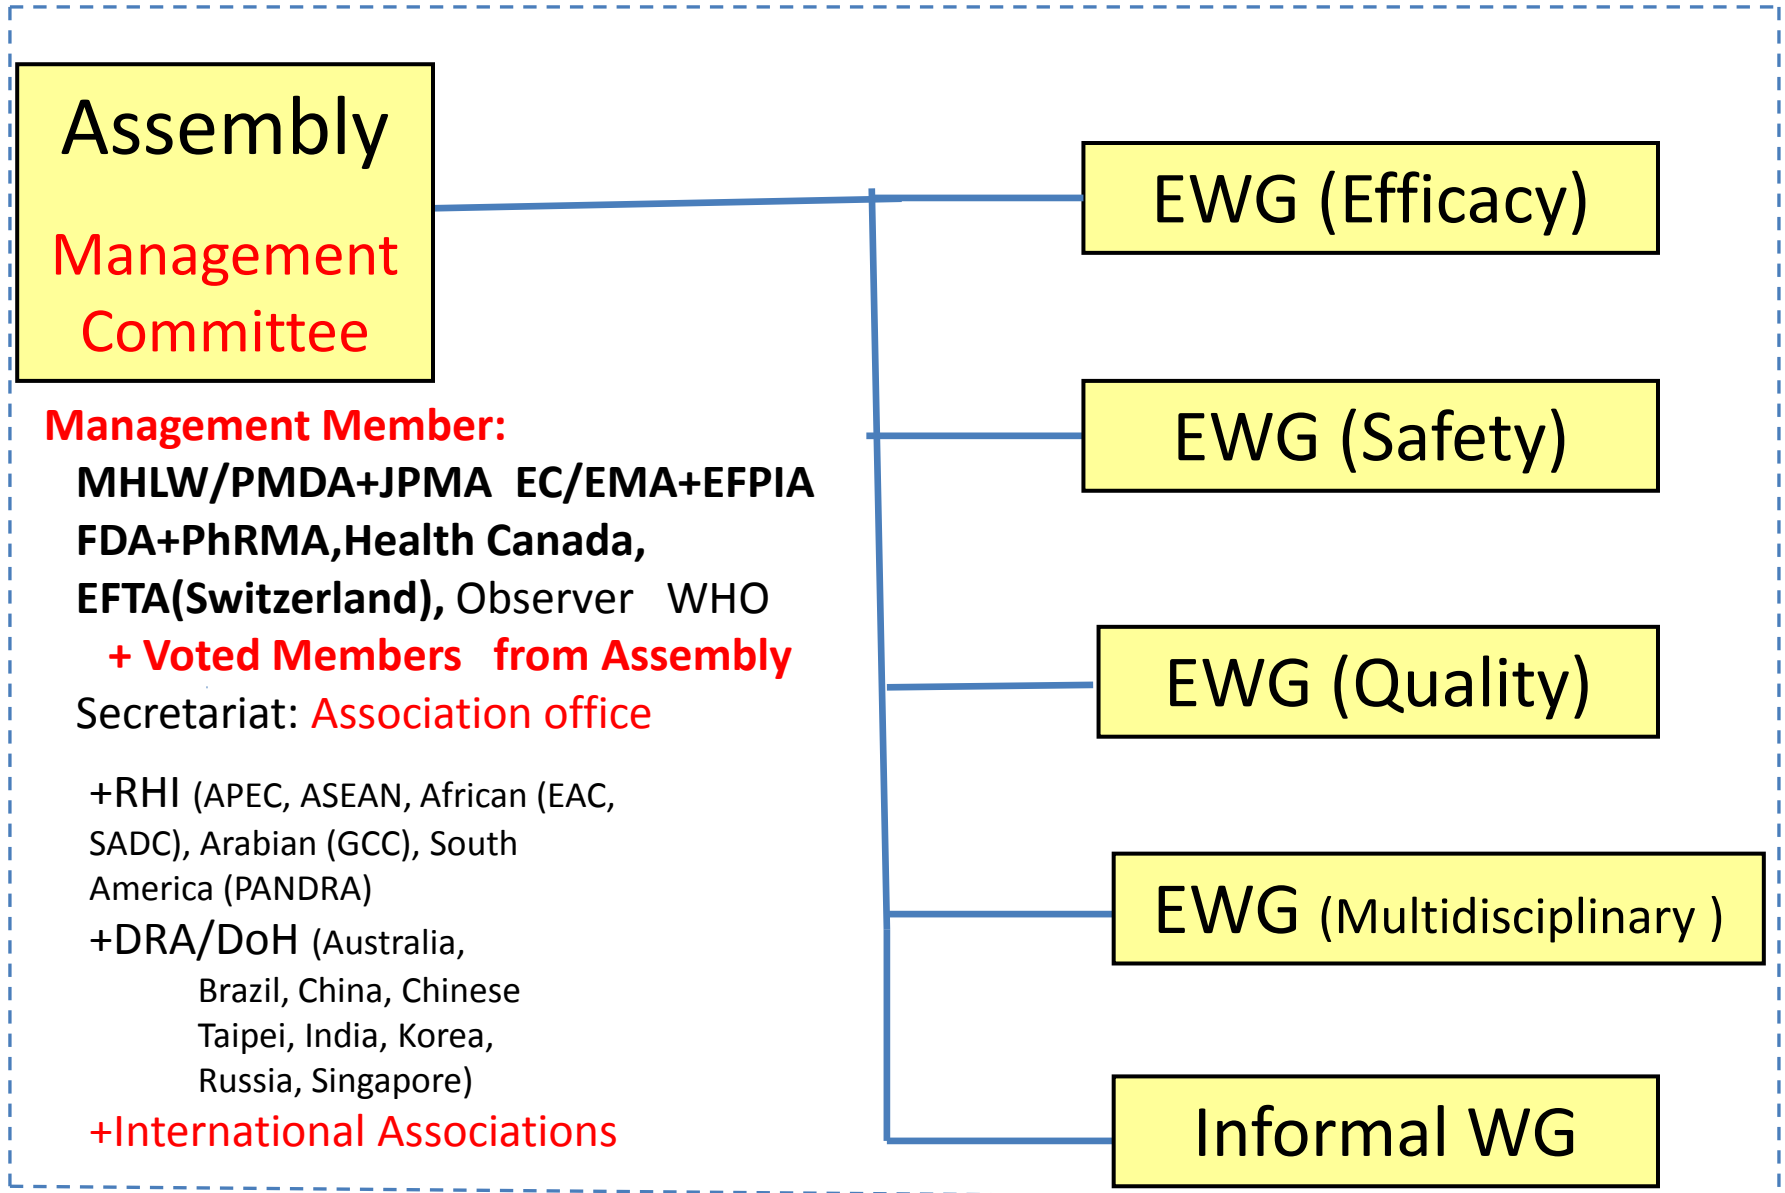 Assembly
Management
Committee
Management Member:
MHLW/PMDA+JPMA  EC/EMA+EFPIA
FDA+PhRMA,Health Canada,
EFTA(Switzerland), Observer   WHO
+ Voted Members   from Assembly
Secretariat: Association office
+RHI (APEC, ASEAN, African (EAC,
SADC), Arabian (GCC), South
America (PANDRA)
+DRA/DoH (Australia,
Brazil, China, Chinese
Taipei, India, Korea,
Russia, Singapore)
+International Associations
EWG (Efficacy)
EWG (Safety)
EWG (Quality)
EWG (Multidisciplinary )
Informal WG